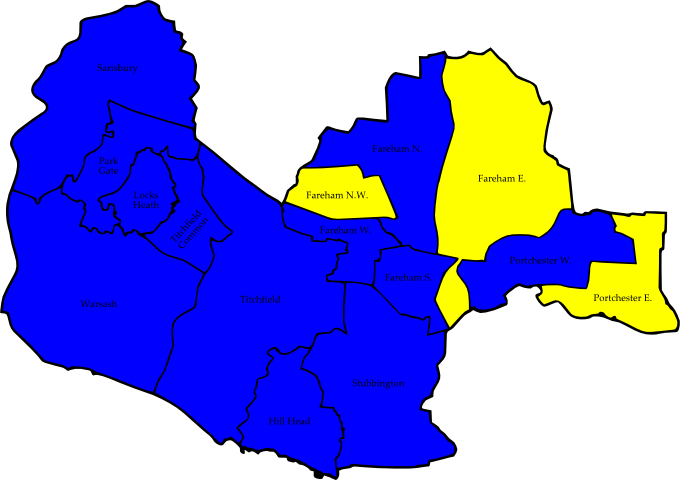 Sarisbury
Park
Gate
Locks
Heath
Titchfield
Common
Warsash
Titchfield
Hill Head
Stubbington
Fareham N.
Fareham N.W.
Fareham W.
Fareham S.
Fareham E.
Portchester W.
Portchester E.